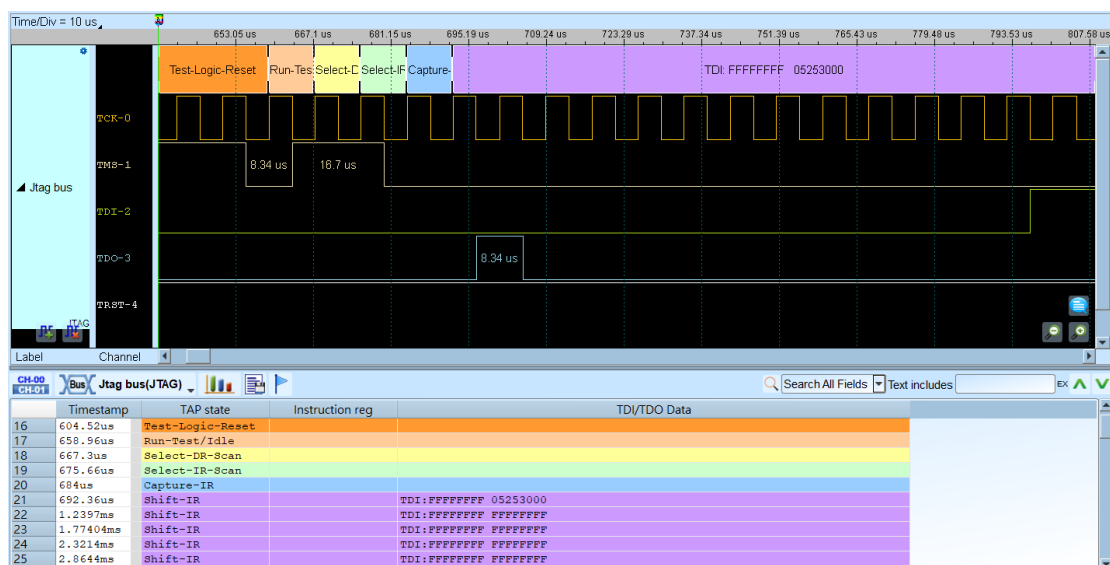 Time/Div = 10 us
653.05 us 667.1 us 681.15 us 695.19 us 709.24 us 723.29 us 737.34 us 751.39 us 765.43 us 779.48 us 793.53 us 807.58 us
Test-Logic-Reset Run-Tes Select-D Select-IF Capture- TDI: FFFFFFFF 05253000
TCK-0
TMS-1 8.34 us 16.7 us
Jtag bus
TDI-2
TDO-3 8.34 us
TRST-4
JTAG
Label Channel
CH-00
CH-01 Bus Jtag bus(JTAG) Search All Fields Text includes EX
Timestamp TAP state Instruction reg TDI/TDO Data
16 604.52us Test-Logic-Reset
17 658.96us Run-Test/Idle
18 667.3us Select-DR-Scan
19 675.66us Select-IR-Scan
20 684us Capture-IR
21 692.36us Shift-IR TDI:FFFFFFFF 05253000
22 1.2397ms Shift-IR TDI:FFFFFFFF FFFFFFFF
23 1.77404ms Shift-IR TDI:FFFFFFFF FFFFFFFF
24 2.3214ms Shift-IR TDI:FFFFFFFF FFFFFFFF
25 2.8644ms Shift-IR TDI:FFFFFFFF FFFFFFFF